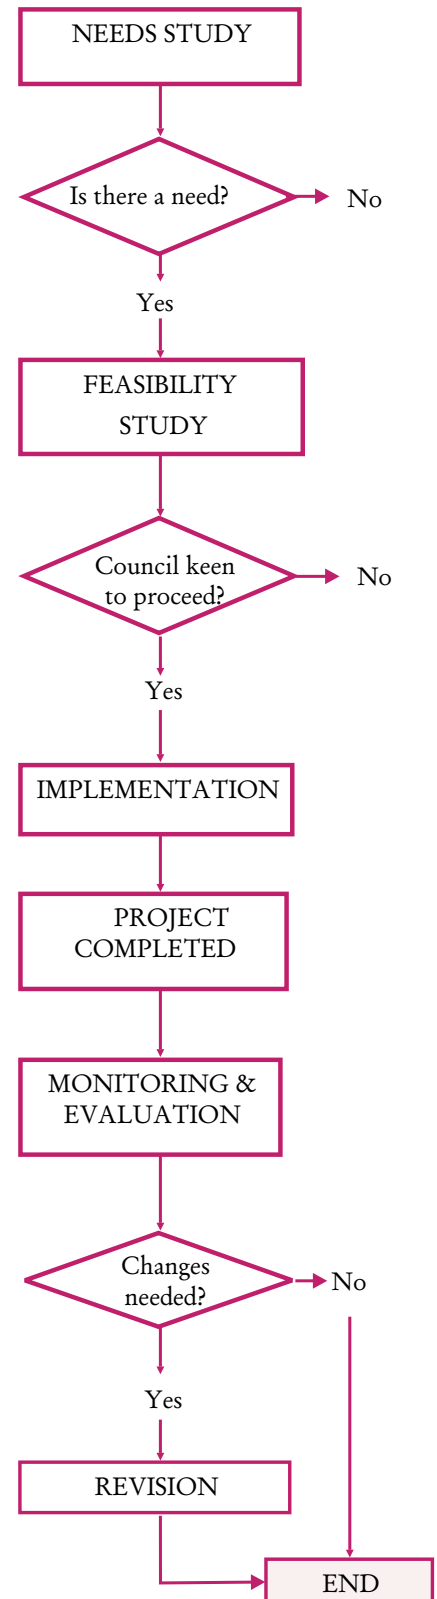 NEEDS STUDY
Is there a need?
No
Yes
FEASIBILITY
STUDY
Council keen
to proceed?
No
Yes
IMPLEMENTATION
PROJECT
COMPLETED
MONITORING &
EVALUATION
Changes
needed?
No
Yes
REVISION
END